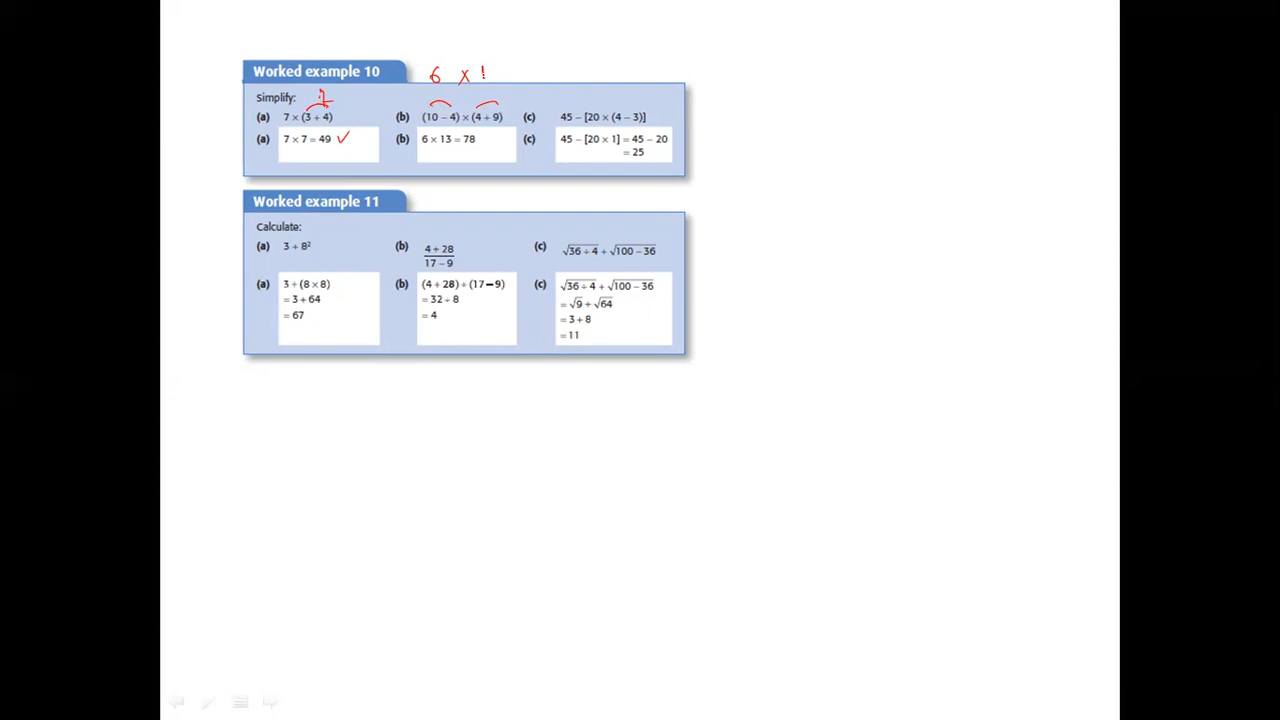 Worked example 10
6 x 1
Simplify: 7
(a) 7 × (3 + 4) (b) (10 – 4) × (4 + 9) (c) 45 – [20 × (4 – 3)]
(a) 7 × 7 = 49 ✓ (b) 6 × 13 = 78 (c) 45 – [20 × 1] = 45 – 20
= 25
Worked example 11
Calculate:
(a) 3 + 8² (b) 4 + 28 / 17 – 9 (c) √36 ÷ 4 + √100 – 36
(a) 3 + (8 × 8) (b) (4 + 28) ÷ (17 – 9) (c) √36 ÷ 4 + √100 – 36
= 3 + 64 = 32 ÷ 8 = √9 + √64
= 67 = 4 = 3 + 8
= 11